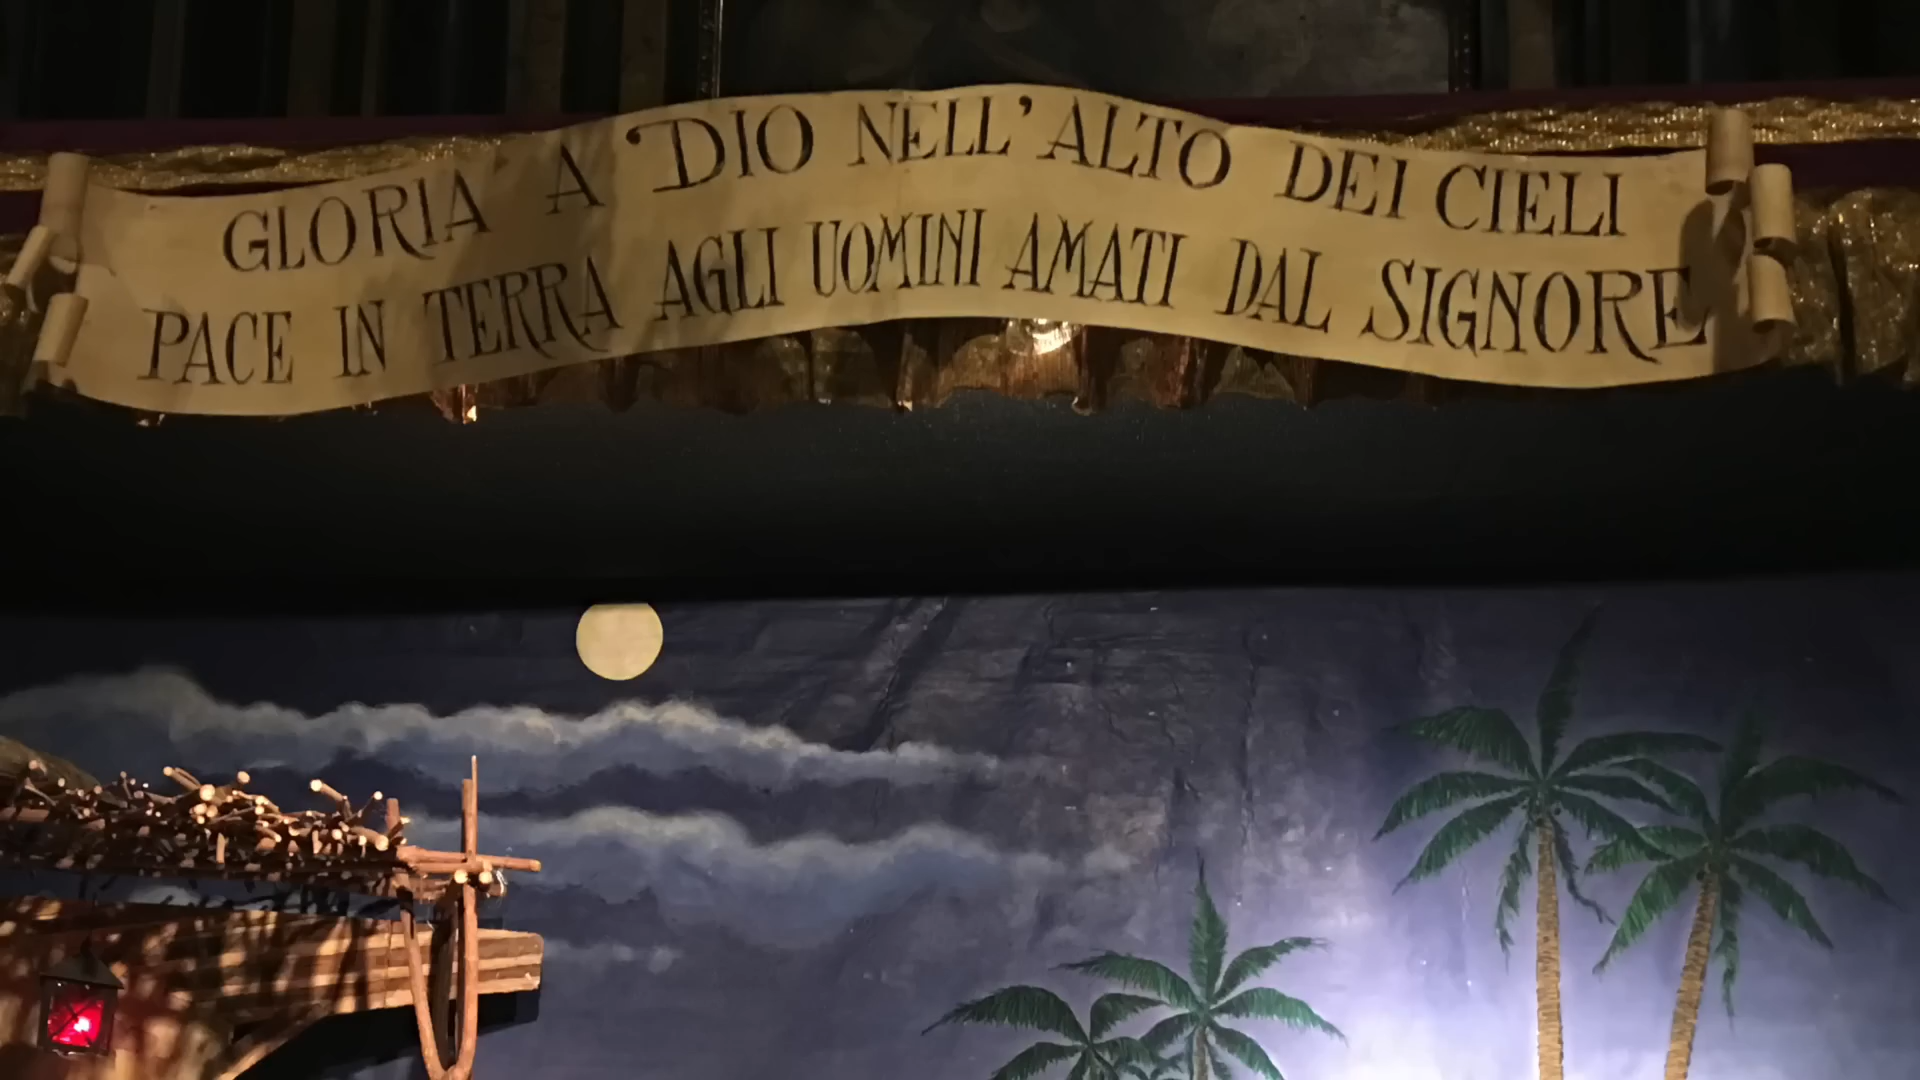 GLORIA A DIO NELL'ALTO DEI CIELI
PACE IN TERRA AGLI UOMINI AMATI DAL SIGNORE